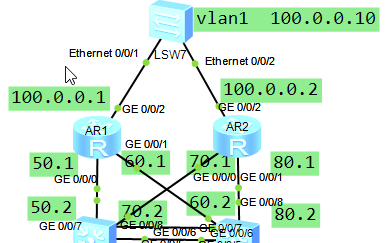 vlan1 100.0.0.10
Ethernet 0/0/1
LSW7
Ethernet 0/0/2
100.0.0.1
100.0.0.2
GE 0/0/2
GE 0/0/2
AR1
AR2
GE 0/0/1
50.1
60.1
70.1
80.1
GE 0/0/0
GE 0/0/0
GE 0/0/1
50.2
70.2
60.2
80.2
GE 0/0/7
GE 0/0/8
GE 0/0/7
GE 0/0/6
GE 0/0/6